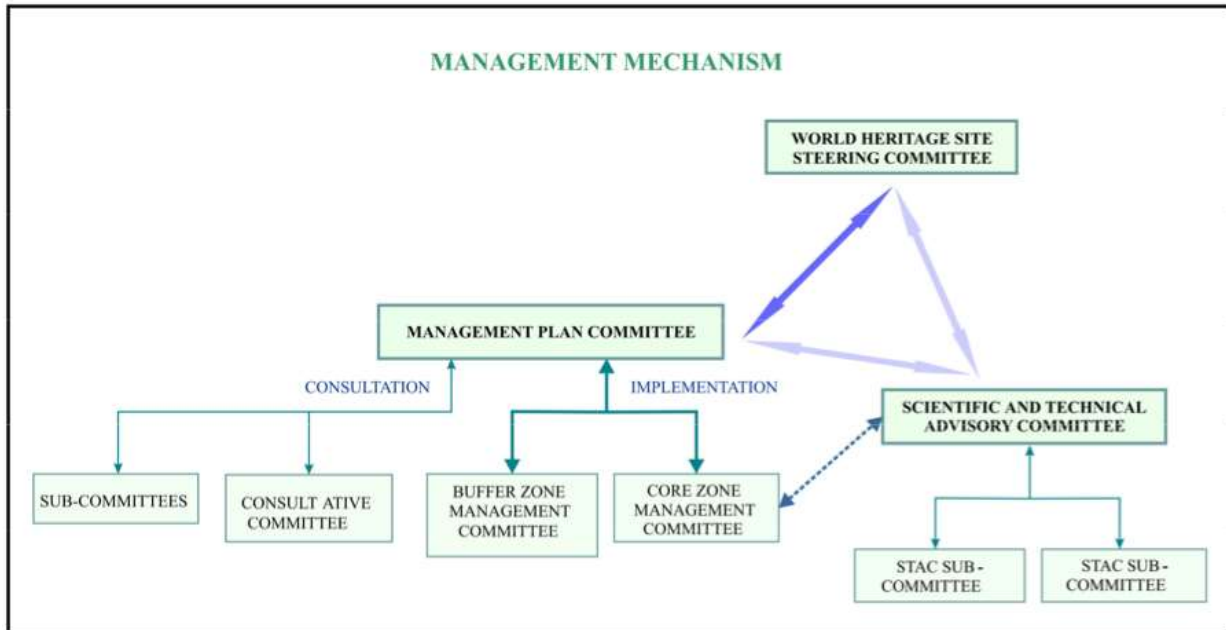 MANAGEMENT MECHANISM
WORLD HERITAGE SITE
STEERING COMMITTEE
MANAGEMENT PLAN COMMITTEE
CONSULTATION
IMPLEMENTATION
SCIENTIFIC AND TECHNICAL
ADVISORY COMMITTEE
SUB-COMMITTEES
CONSULT ATIVE
COMMITTEE
BUFFER ZONE
MANAGEMENT
COMMITTEE
CORE ZONE
MANAGEMENT
COMMITTEE
STAC SUB -
COMMITTEE
STAC SUB -
COMMITTEE